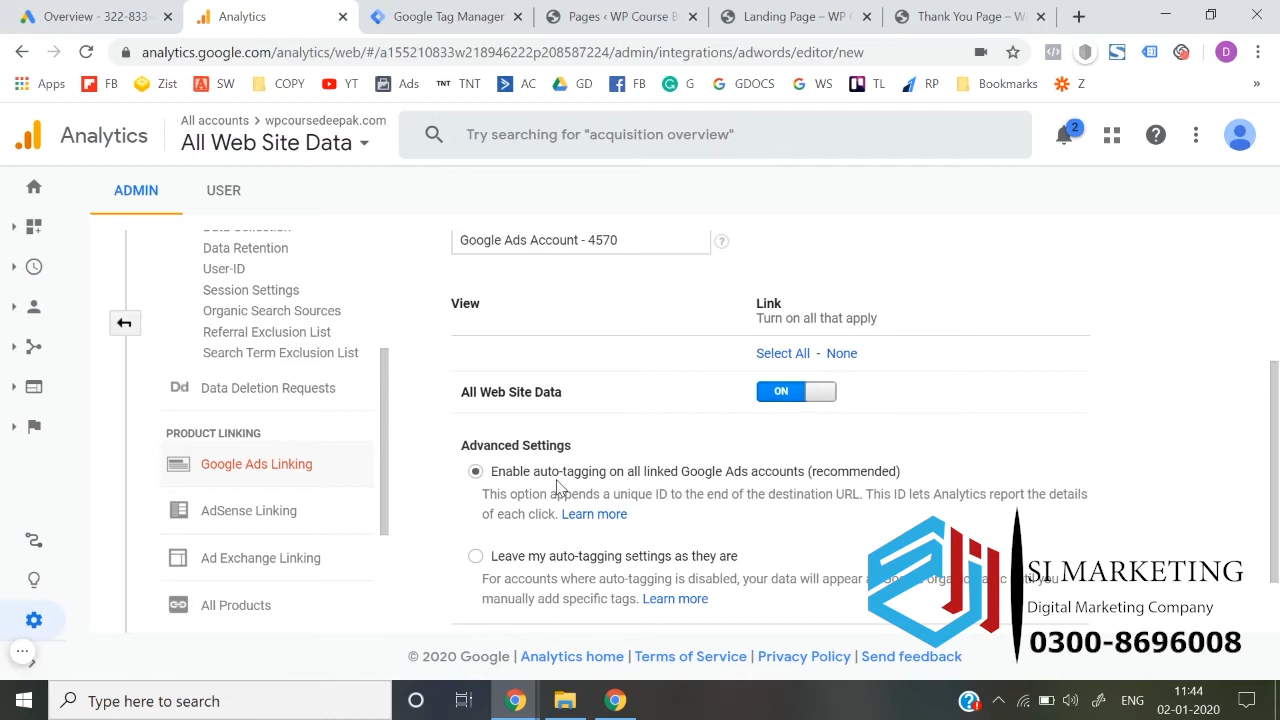 Overview - 322-833
Analytics
Google Tag Manager
Pages ‹ WP Course B
Landing Page – WP C
Thank You Page – W
analytics.google.com/analytics/web/#/a155210833w218946222p208587224/admin/integrations/adwords/editor/new
D
Apps
FB
Zist
SW
COPY
YT
Ads
TNT TNT
AC
GD
FB
G
GDOCS
WS
TL
RP
Bookmarks
Z
»
Analytics
All accounts > wpcoursedeepak.com
All Web Site Data
Try searching for "acquisition overview"
2
ADMIN
USER
Data Retention
User-ID
Session Settings
Organic Search Sources
Referral Exclusion List
Search Term Exclusion List
Dd Data Deletion Requests
PRODUCT LINKING
Google Ads Linking
AdSense Linking
Ad Exchange Linking
All Products
Google Ads Account - 4570
View
Link
Turn on all that apply
Select All - None
All Web Site Data
ON
Advanced Settings
Enable auto-tagging on all linked Google Ads accounts (recommended)
This option appends a unique ID to the end of the destination URL. This ID lets Analytics report the details
of each click. Learn more
Leave my auto-tagging settings as they are
For accounts where auto-tagging is disabled, your data will appear
manually add specific tags. Learn more
SJ MARKETING
Digital Marketing Company
0300-8696008
© 2020 Google | Analytics home | Terms of Service | Privacy Policy | Send feedback
Type here to search
ENG
11:44
02-01-2020